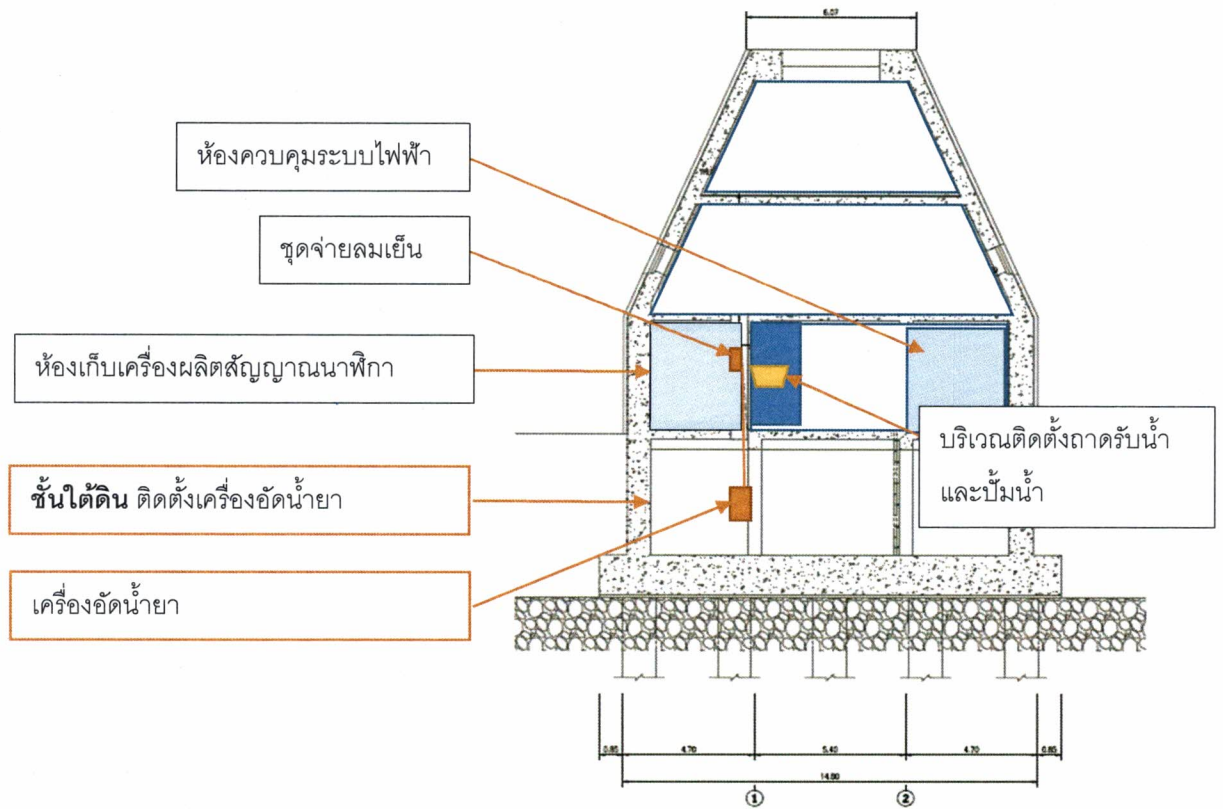 6.07
ห้องควบคุมระบบไฟฟ้า
ชุดจ่ายลมเย็น
ห้องเก็บเครื่องผลิตสัญญาณนาฬิกา
บริเวณติดตั้งถาดรับน้ำ
และปั้มน้ำ
ชั้นใต้ดิน ติดตั้งเครื่องอัดน้ำยา
เครื่องอัดน้ำยา
0.85 4.70 5.40 4.70 0.85
14.80
1 2